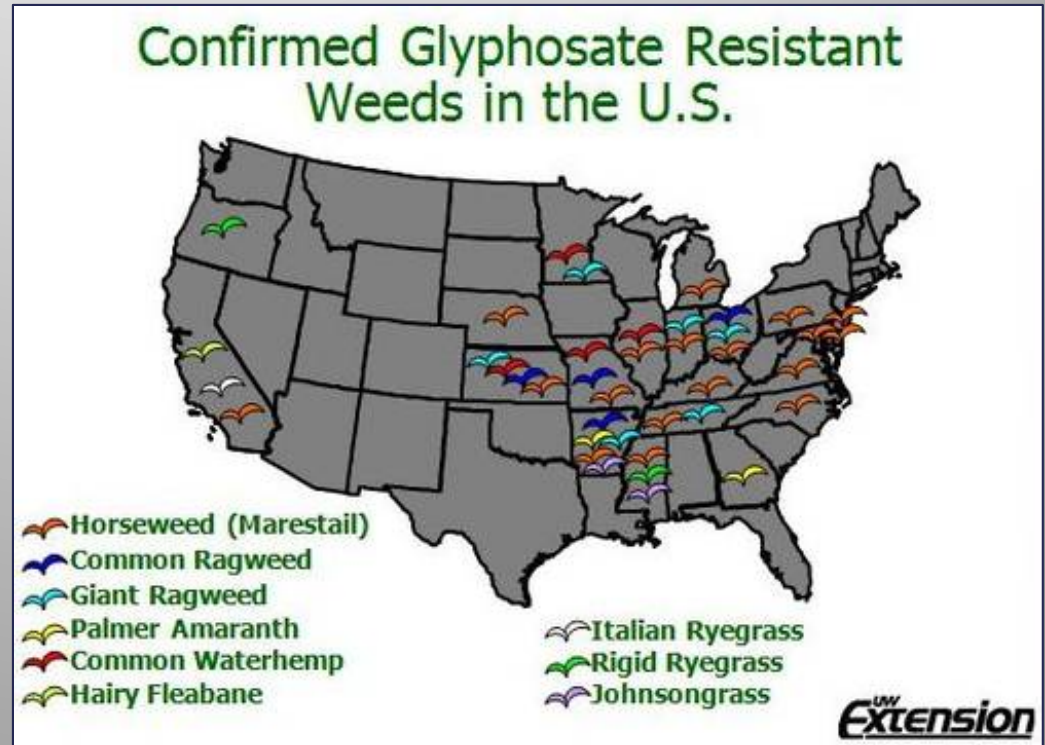 Confirmed Glyphosate Resistant
Weeds in the U.S.
Horseweed (Marestail)
Common Ragweed
Giant Ragweed
Palmer Amaranth
Common Waterhemp
Hairy Fleabane
Italian Ryegrass
Rigid Ryegrass
Johnsongrass
UW
Extension